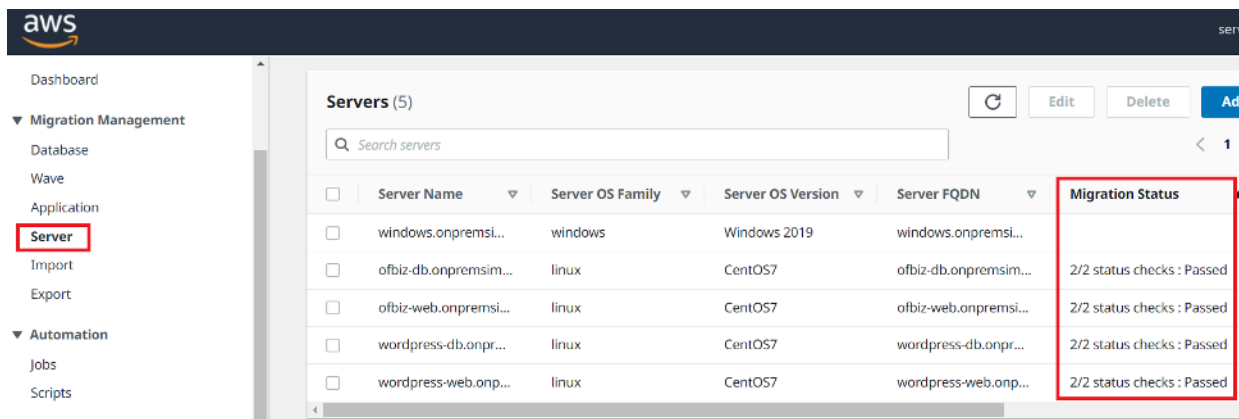 aws
ser
Dashboard
Migration Management
Database
Wave
Application
Server
Import
Export
Automation
Jobs
Scripts
Servers (5)
Edit Delete Ad
Search servers
1
Server Name Server OS Family Server OS Version Server FQDN Migration Status
windows.onpremsi... windows Windows 2019 windows.onpremsi...
ofbiz-db.onpremsim... linux CentOS7 ofbiz-db.onpremsim... 2/2 status checks : Passed
ofbiz-web.onpremsi... linux CentOS7 ofbiz-web.onpremsi... 2/2 status checks : Passed
wordpress-db.onpr... linux CentOS7 wordpress-db.onpr... 2/2 status checks : Passed
wordpress-web.onp... linux CentOS7 wordpress-web.onp... 2/2 status checks : Passed